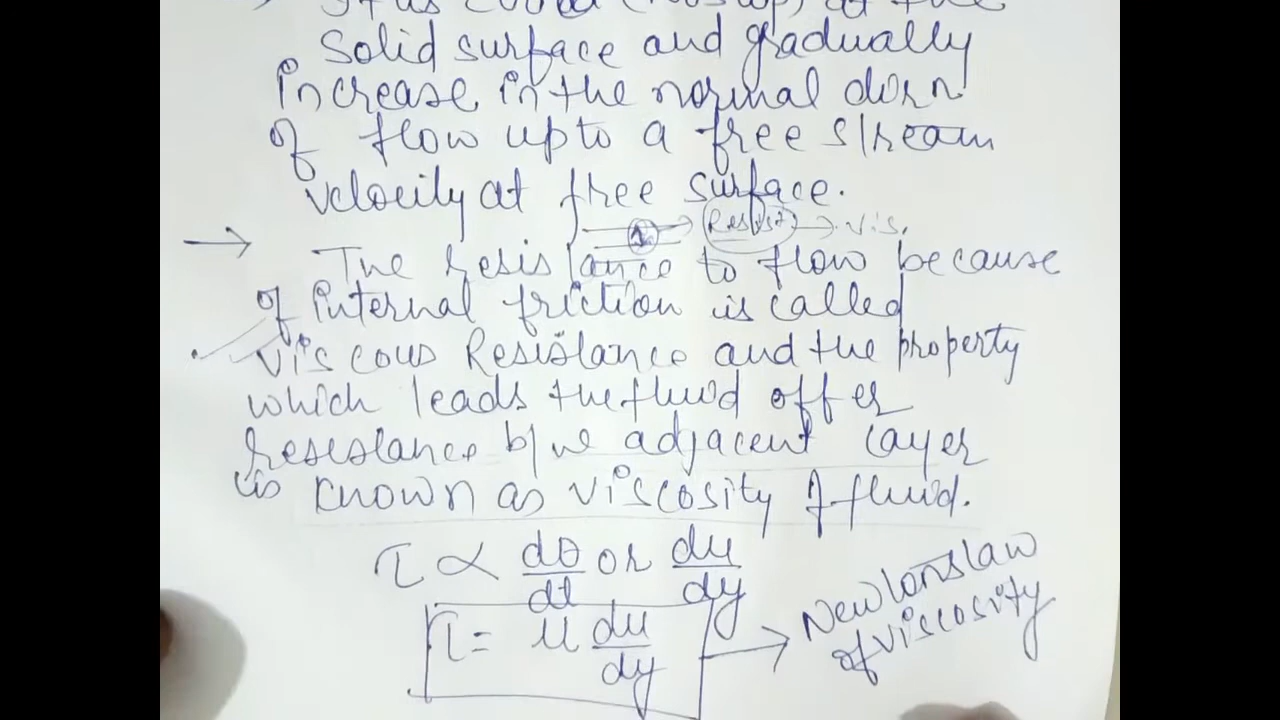 solid surface and gradually
increase in the normal dirn
of flow upto a free stream
velocity at free surface.
→ Resist → vis.
→ The resistance to flow because
of internal friction is called
viscous Resistance and the property
which leads the fluid offer
resistance b/w adjacent layer
is known as viscosity of fluid.
τ ∝ dθ/dt or du/dy
τ = μ du/dy → Newtons law
of viscosity